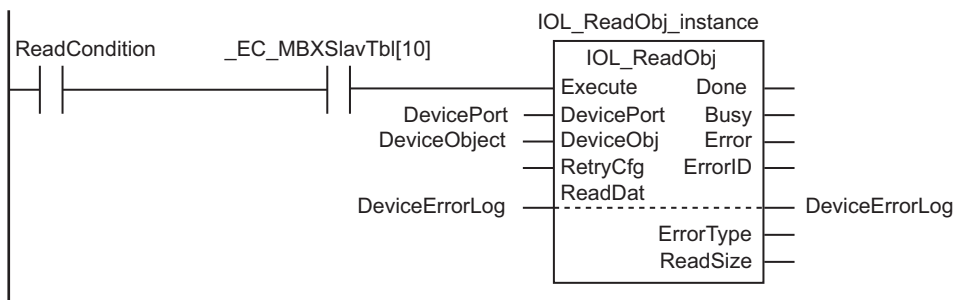 IOL_ReadObj_instance
ReadCondition _EC_MBXSlavTbl[10] IOL_ReadObj
Execute Done
DevicePort DevicePort Busy
DeviceObject DeviceObj Error
RetryCfg ErrorID
ReadDat
DeviceErrorLog DeviceErrorLog
ErrorType
ReadSize